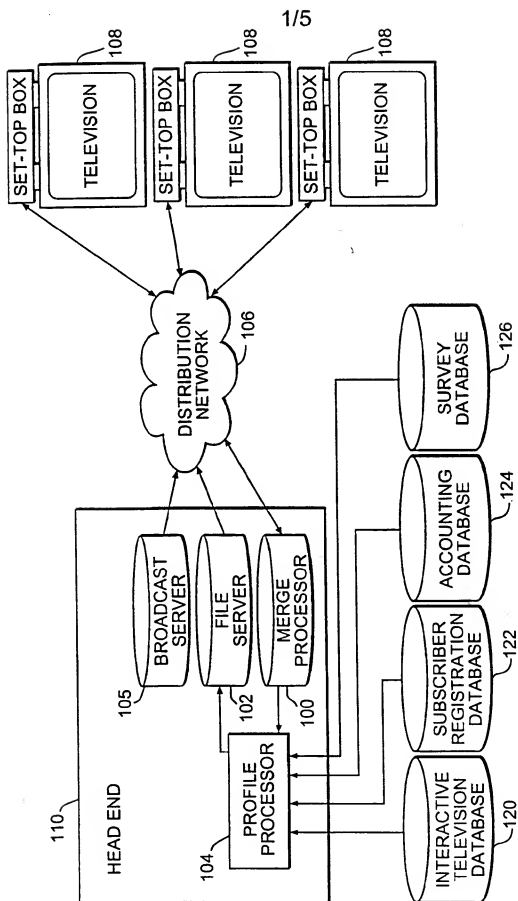 1/5
110
HEAD END
104
PROFILE
PROCESSOR
105
BROADCAST
SERVER
102
FILE
SERVER
100
MERGE
PROCESSOR
DISTRIBUTION
NETWORK
106
SET-TOP BOX
108
TELEVISION
SET-TOP BOX
108
TELEVISION
SET-TOP BOX
108
TELEVISION
INTERACTIVE
TELEVISION
DATABASE
120
SUBSCRIBER
REGISTRATION
DATABASE
122
ACCOUNTING
DATABASE
124
SURVEY
DATABASE
126